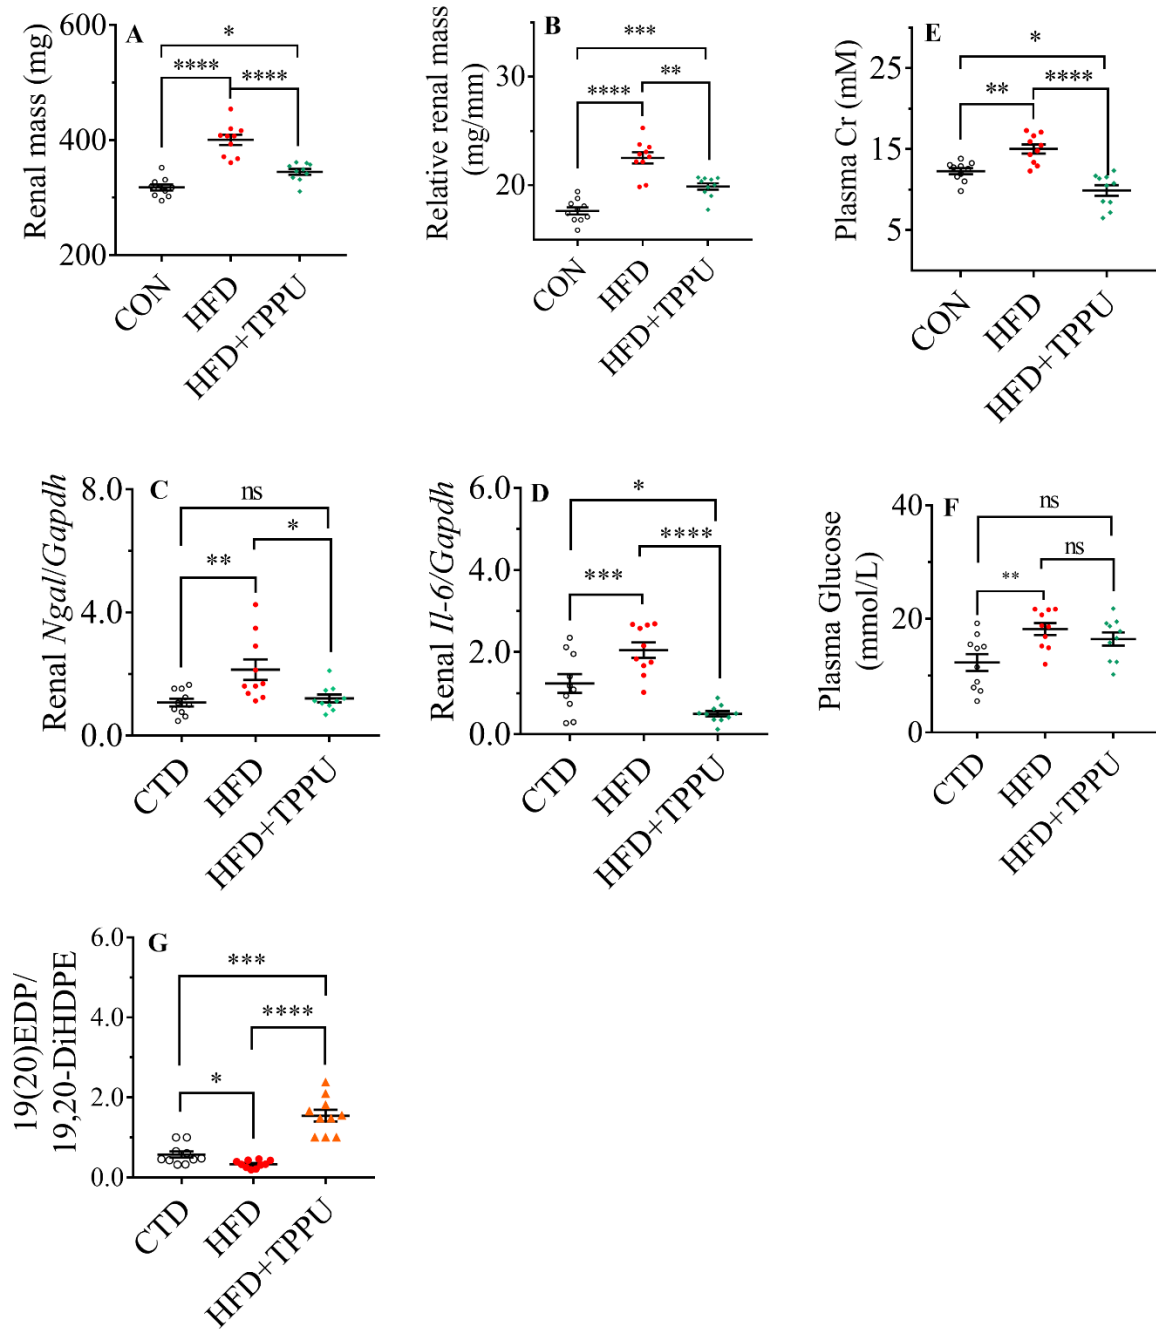 A
Renal mass (mg)
600
400
200
*
****
****
CON
HFD
HFD+TPPU
B
Relative renal mass
(mg/mm)
30
20
***
****
**
CON
HFD
HFD+TPPU
E
Plasma Cr (mM)
25
15
5
*
**
****
CON
HFD
HFD+TPPU
C
Renal Ngal/Gapdh
8.0
4.0
0.0
ns
**
*
CTD
HFD
HFD+TPPU
D
Renal Il-6/Gapdh
6.0
4.0
2.0
0.0
*
***
****
CTD
HFD
HFD+TPPU
F
Plasma Glucose
(mmol/L)
40
20
0
ns
**
ns
CTD
HFD
HFD+TPPU
G
19(20)EDP/
19,20-DiHDPE
6.0
4.0
2.0
0.0
***
*
****
CTD
HFD
HFD+TPPU